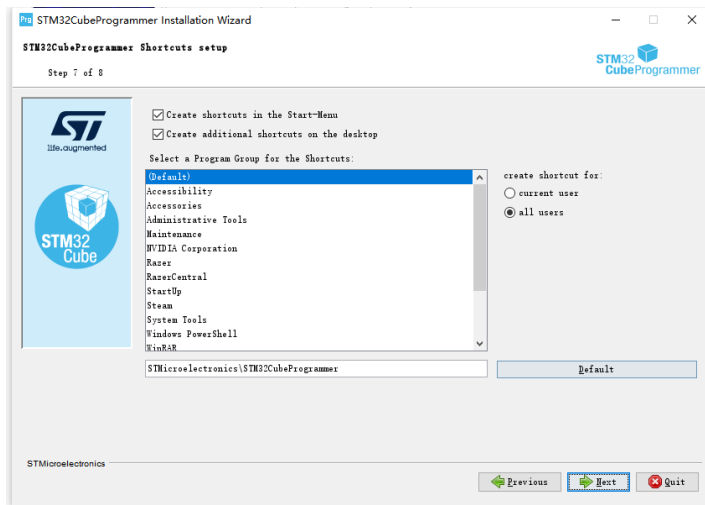 Prg STM32CubeProgrammer Installation Wizard
STM32CubeProgrammer Shortcuts setup
Step 7 of 8
STM32
CubeProgrammer
life.augmented
STM32
Cube
Create shortcuts in the Start-Menu
Create additional shortcuts on the desktop
Select a Program Group for the Shortcuts:
(Default)
Accessibility
Accessories
Administrative Tools
Maintenance
NVIDIA Corporation
Razer
RazerCentral
StartUp
Steam
System Tools
Windows PowerShell
WinRAR
create shortcut for:
current user
all users
STMicroelectronics\STM32CubeProgrammer
Default
STMicroelectronics
Previous
Next
Quit